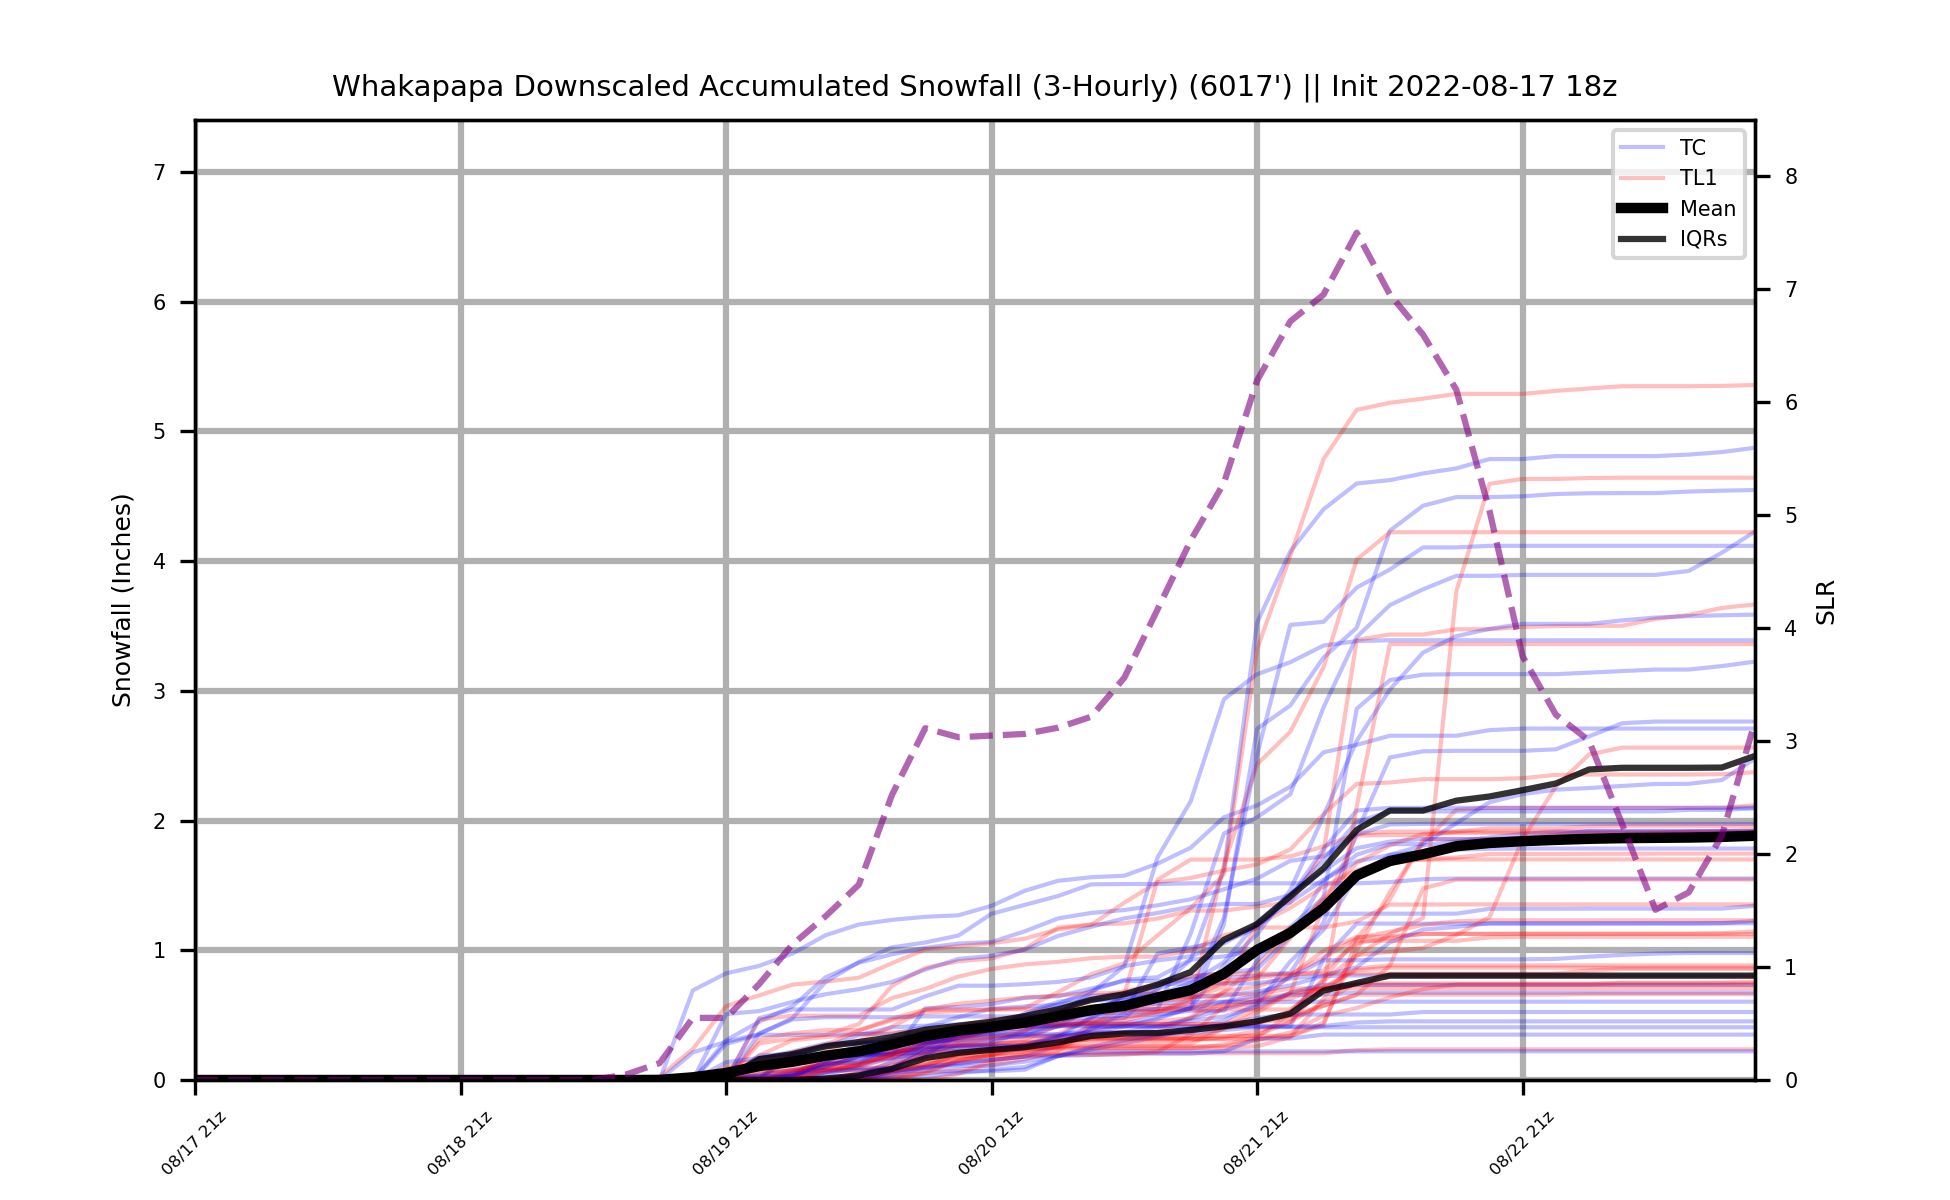 Whakapapa Downscaled Accumulated Snowfall (3-Hourly) (6017') || Init 2022-08-17 18z
TC
TL1
Mean
IQRs
Snowfall (Inches)
7
6
5
4
3
2
1
0
SLR
8
7
6
5
4
3
2
1
0
08/17 21z
08/18 21z
08/19 21z
08/20 21z
08/21 21z
08/22 21z